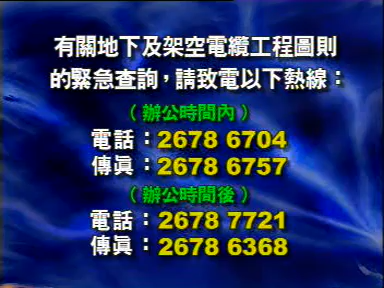 有關地下及架空電纜工程圖則
的緊急查詢，請致電以下熱線：
（辦公時間內）
電話：2678 6704
傳眞：2678 6757
（辦公時間後）
電話：2678 7721
傳眞：2678 6368